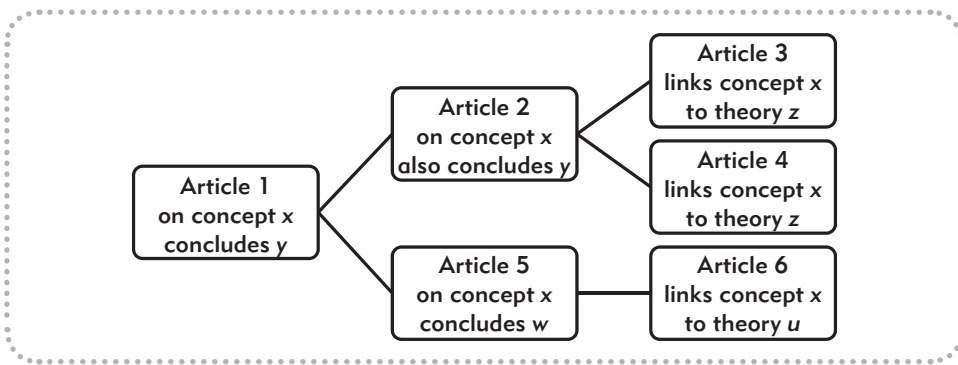 Article 1
on concept x
concludes y
Article 2
on concept x
also concludes y
Article 3
links concept x
to theory z
Article 4
links concept x
to theory z
Article 5
on concept x
concludes w
Article 6
links concept x
to theory u